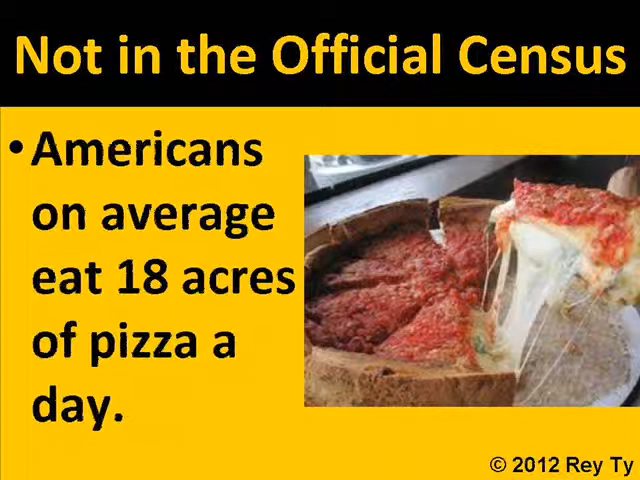 Not in the Official Census
•Americans
on average
eat 18 acres
of pizza a
day.
© 2012 Rey Ty